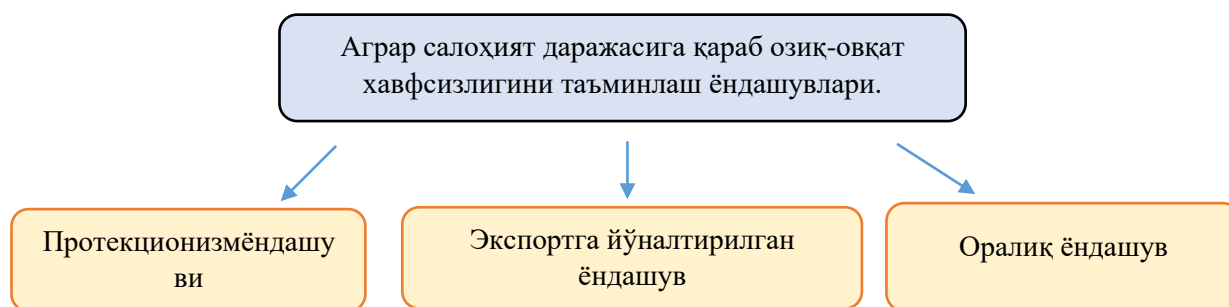 Аграр салоҳият даражасига қараб озиқ-овқат
хавфсизлигини таъминлаш ёндашувлари.
Протекционизмёндашу
ви
Экспортга йўналтирилган
ёндашув
Оралиқ ёндашув